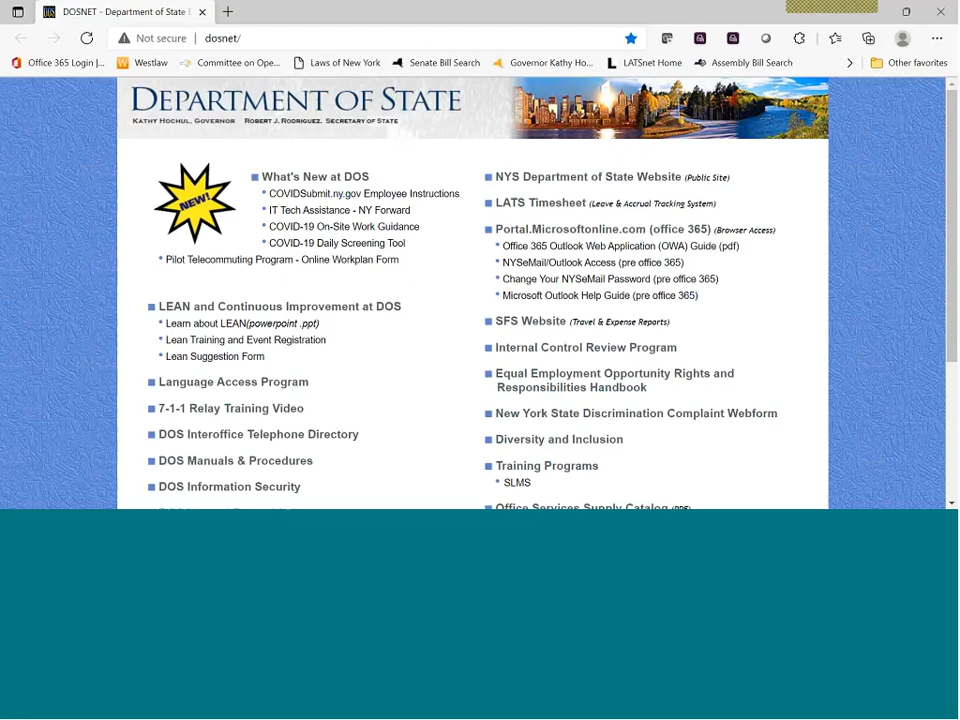 DOSNET - Department of State
Not secure
dosnet/
Office 365 Login |...
Westlaw
Committee on Ope...
Laws of New York
Senate Bill Search
Governor Kathy Ho...
LATSnet Home
Assembly Bill Search
Other favorites
DEPARTMENT OF STATE
KATHY HOCHUL, GOVERNOR ROBERT J. RODRIGUEZ, SECRETARY OF STATE
NEW!
What's New at DOS
COVIDSubmit.ny.gov Employee Instructions
IT Tech Assistance - NY Forward
COVID-19 On-Site Work Guidance
COVID-19 Daily Screening Tool
Pilot Telecommuting Program - Online Workplan Form
LEAN and Continuous Improvement at DOS
Learn about LEAN(powerpoint .ppt)
Lean Training and Event Registration
Lean Suggestion Form
Language Access Program
7-1-1 Relay Training Video
DOS Interoffice Telephone Directory
DOS Manuals & Procedures
DOS Information Security
NYS Department of State Website (Public Site)
LATS Timesheet (Leave & Accrual Tracking System)
Portal.Microsoftonline.com (office 365) (Browser Access)
Office 365 Outlook Web Application (OWA) Guide (pdf)
NYSeMail/Outlook Access (pre office 365)
Change Your NYSeMail Password (pre office 365)
Microsoft Outlook Help Guide (pre office 365)
SFS Website (Travel & Expense Reports)
Internal Control Review Program
Equal Employment Opportunity Rights and
Responsibilities Handbook
New York State Discrimination Complaint Webform
Diversity and Inclusion
Training Programs
SLMS
Office Services Supply Catalog (PDF)